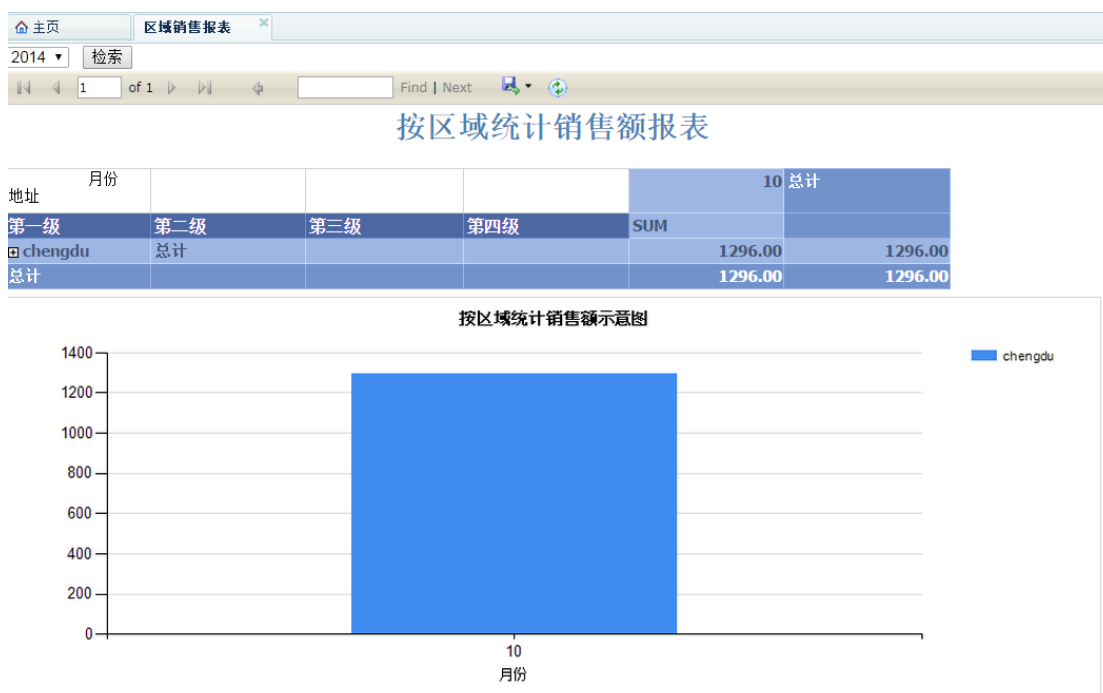 主页 区域销售报表
2014 检索
1 of 1 Find | Next
按区域统计销售额报表
月份 10 总计
地址
第一级 第二级 第三级 第四级 SUM
chengdu 总计 1296.00 1296.00
总计 1296.00 1296.00
按区域统计销售额示意图
chengdu
1400
1200
1000
800
600
400
200
0
10
月份